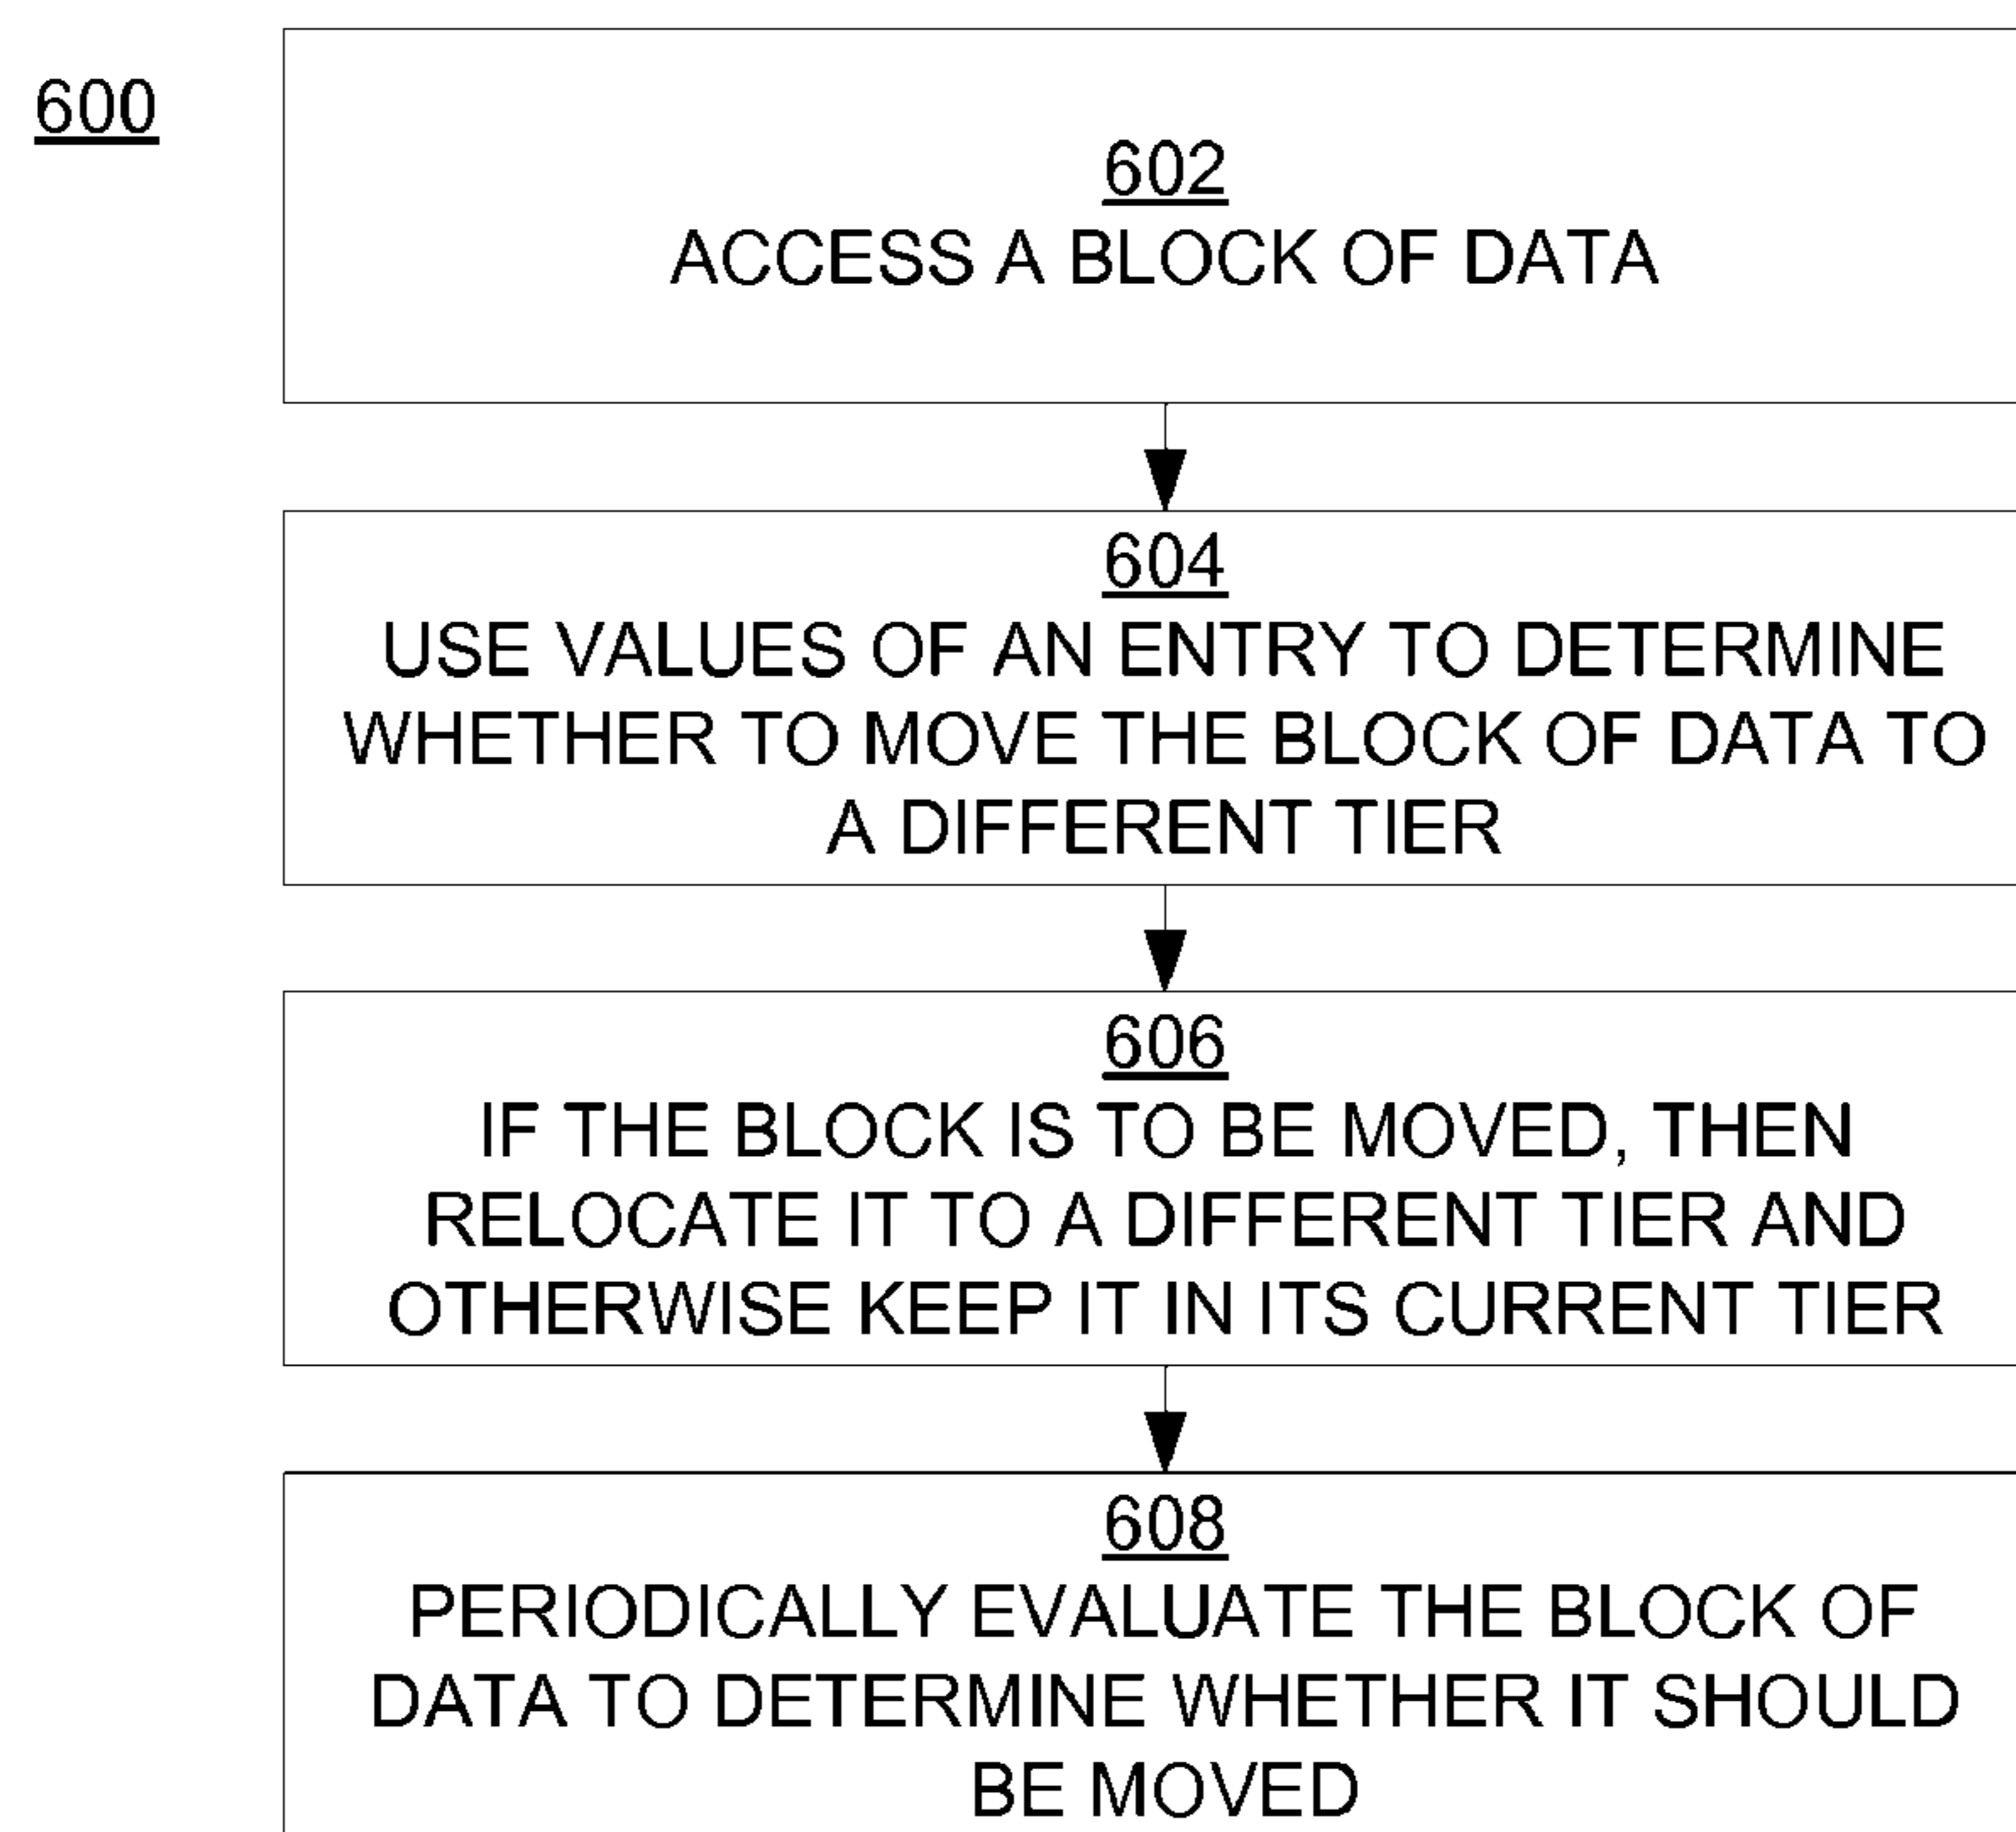 600
602
ACCESS A BLOCK OF DATA
604
USE VALUES OF AN ENTRY TO DETERMINE
WHETHER TO MOVE THE BLOCK OF DATA TO
A DIFFERENT TIER
606
IF THE BLOCK IS TO BE MOVED, THEN
RELOCATE IT TO A DIFFERENT TIER AND
OTHERWISE KEEP IT IN ITS CURRENT TIER
608
PERIODICALLY EVALUATE THE BLOCK OF
DATA TO DETERMINE WHETHER IT SHOULD
BE MOVED